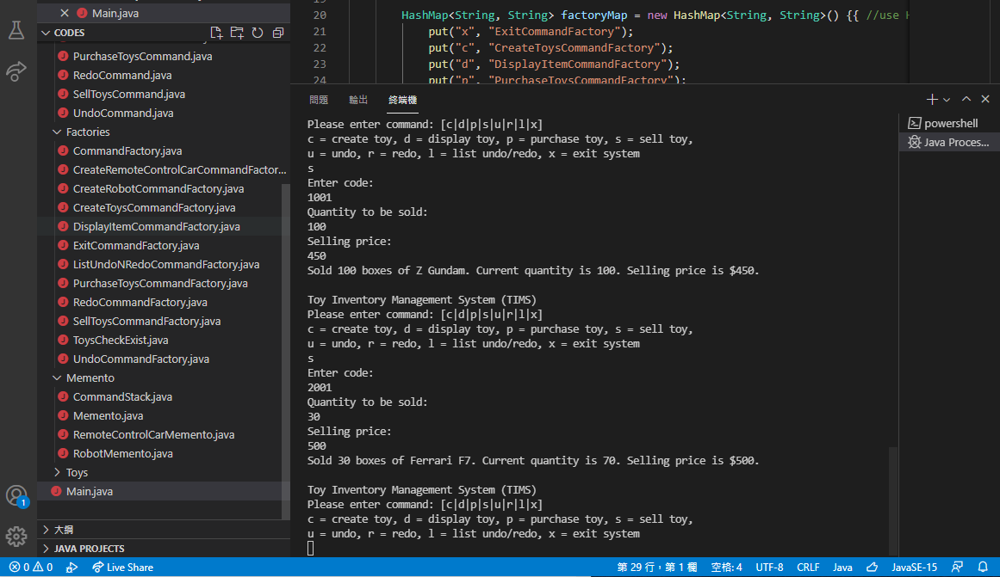 Main.java
CODES
PurchaseToysCommand.java
RedoCommand.java
SellToysCommand.java
UndoCommand.java
Factories
CommandFactory.java
CreateRemoteControlCarCommandFactor...
CreateRobotCommandFactory.java
CreateToysCommandFactory.java
DisplayItemCommandFactory.java
ExitCommandFactory.java
ListUndoNRedoCommandFactory.java
PurchaseToysCommandFactory.java
RedoCommandFactory.java
SellToysCommandFactory.java
ToysCheckExist.java
UndoCommandFactory.java
Memento
CommandStack.java
Memento.java
RemoteControlCarMemento.java
RobotMemento.java
Toys
Main.java
大綱
JAVA PROJECTS
20 HashMap<String, String> factoryMap = new HashMap<String, String>() {{ //use
21 put("x", "ExitCommandFactory");
22 put("c", "CreateToysCommandFactory");
23 put("d", "DisplayItemCommandFactory");
24 put("p", "PurchaseToysCommandFactory");
問題 輸出 終端機
powershell
Java Proces...
Please enter command: [c|d|p|s|u|r|l|x]
c = create toy, d = display toy, p = purchase toy, s = sell toy,
u = undo, r = redo, l = list undo/redo, x = exit system
s
Enter code:
1001
Quantity to be sold:
100
Selling price:
450
Sold 100 boxes of Z Gundam. Current quantity is 100. Selling price is $450.
Toy Inventory Management System (TIMS)
Please enter command: [c|d|p|s|u|r|l|x]
c = create toy, d = display toy, p = purchase toy, s = sell toy,
u = undo, r = redo, l = list undo/redo, x = exit system
s
Enter code:
2001
Quantity to be sold:
30
Selling price:
500
Sold 30 boxes of Ferrari F7. Current quantity is 70. Selling price is $500.
Toy Inventory Management System (TIMS)
Please enter command: [c|d|p|s|u|r|l|x]
c = create toy, d = display toy, p = purchase toy, s = sell toy,
u = undo, r = redo, l = list undo/redo, x = exit system
1
0 0 Live Share 第 29 行，第 1 欄 空格: 4 UTF-8 CRLF Java JavaSE-15